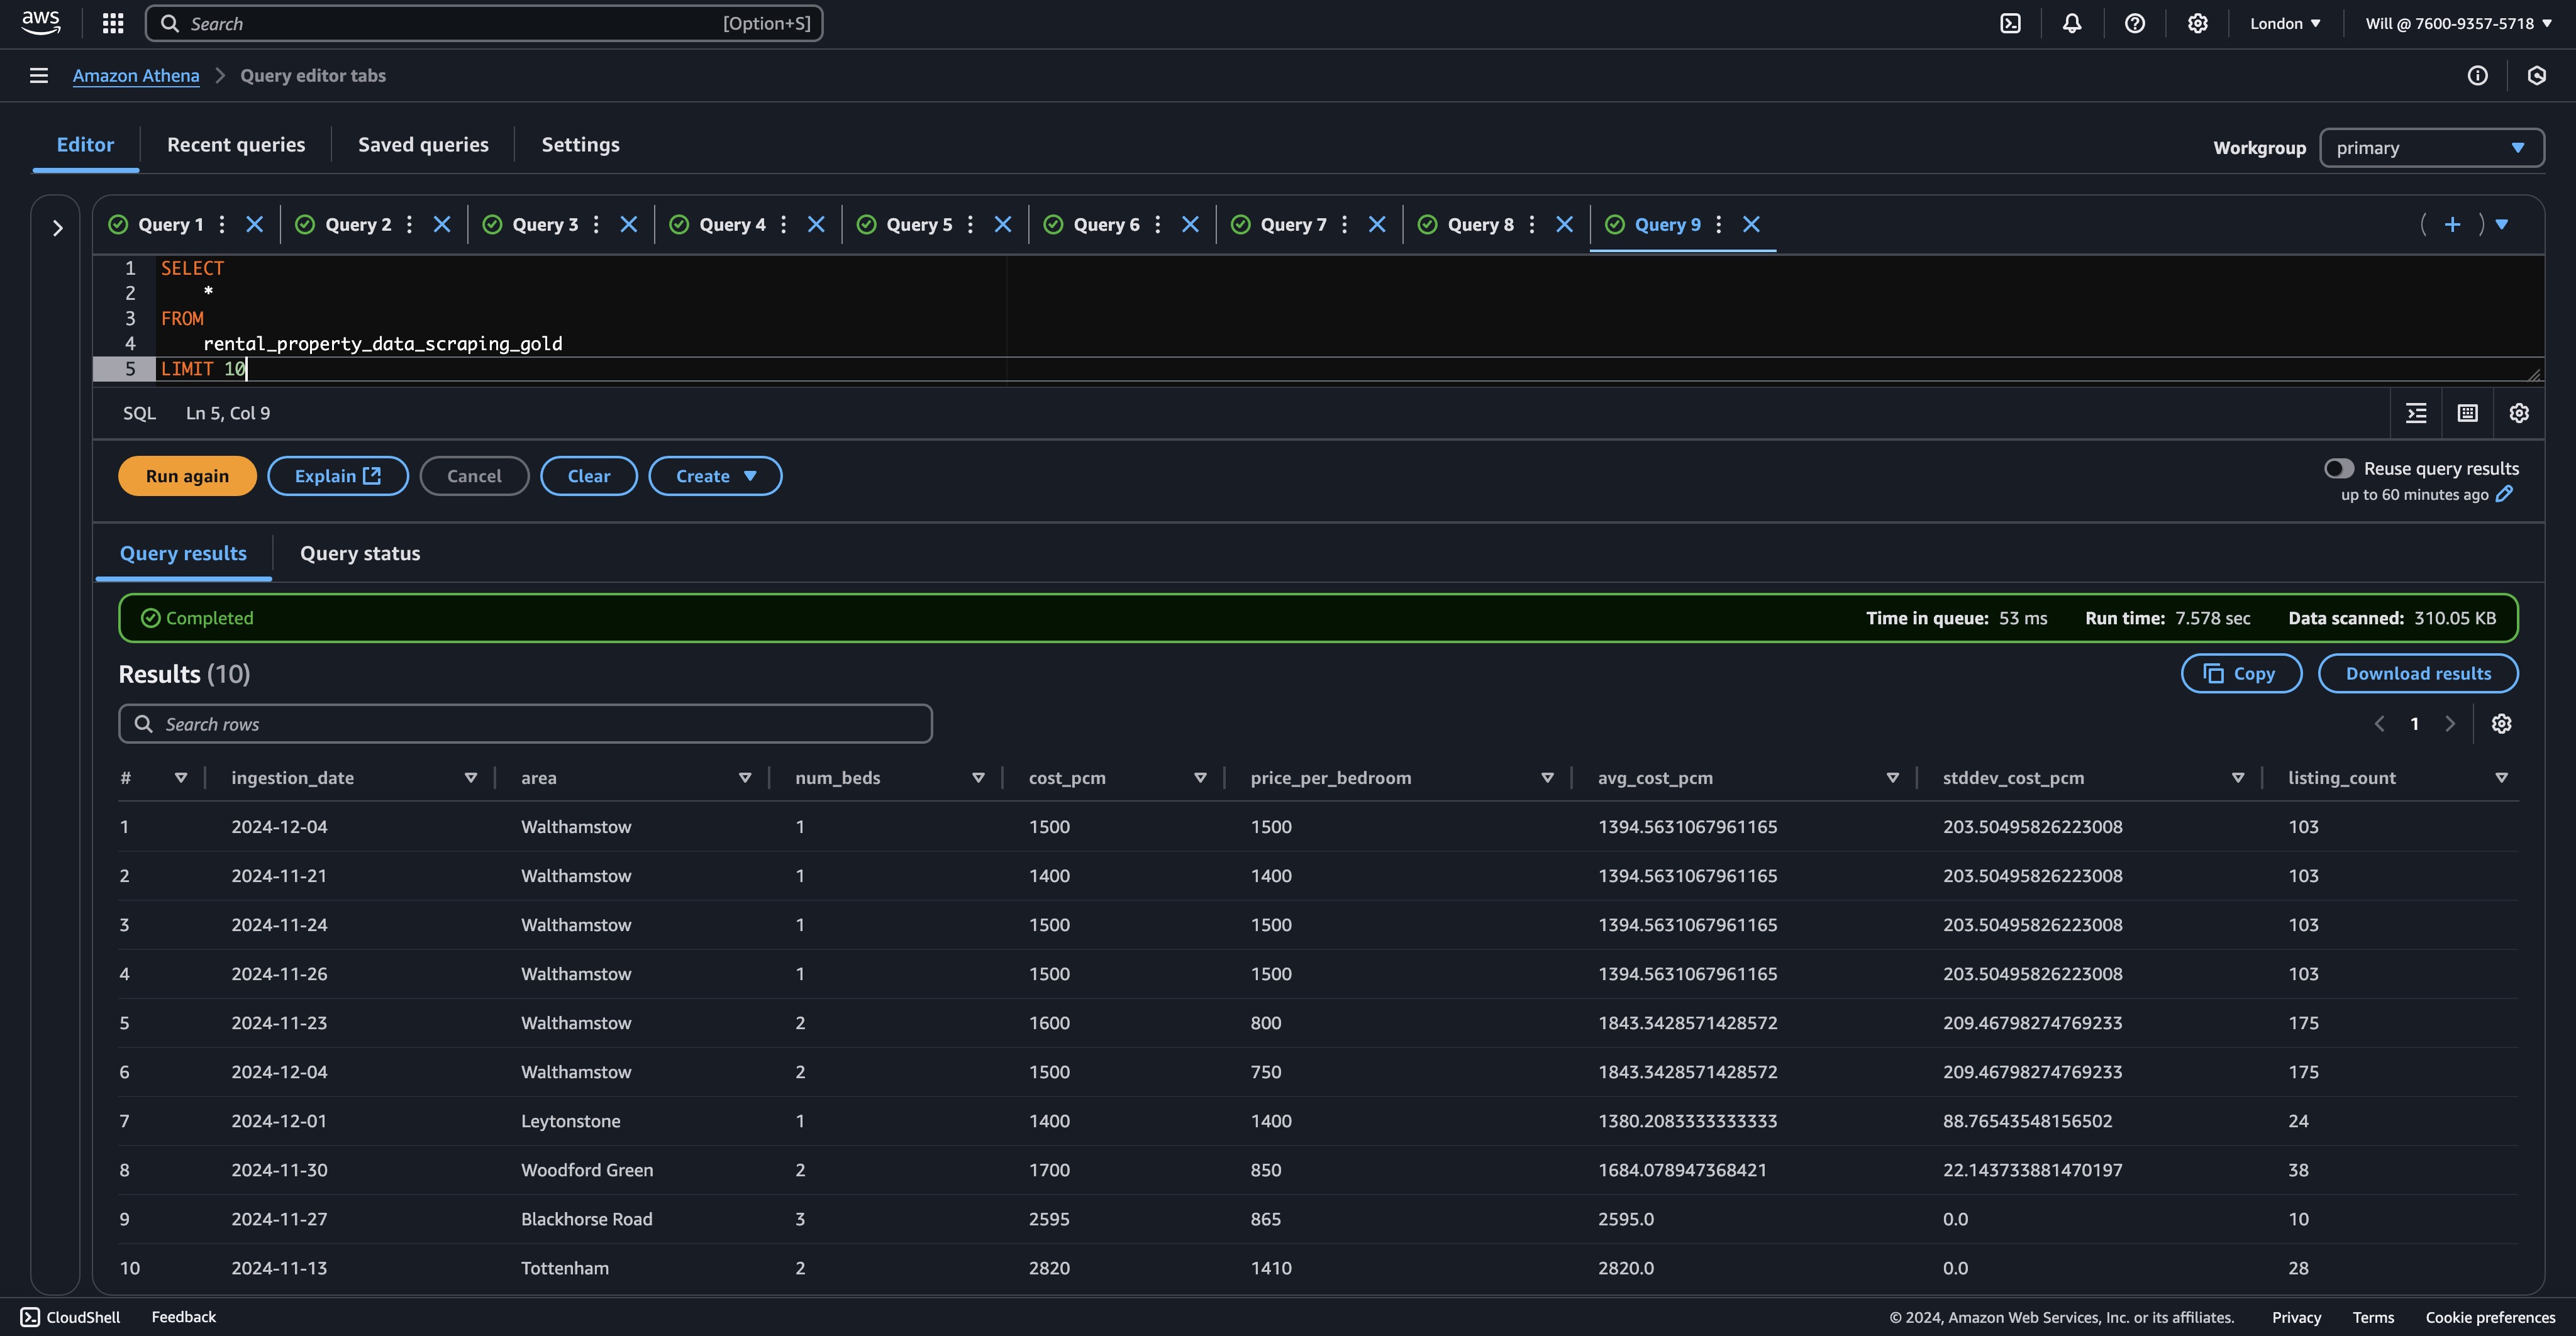 aws Search [Option+S] London Will @ 7600-9357-5718
Amazon Athena Query editor tabs
Editor Recent queries Saved queries Settings Workgroup primary
Query 1 Query 2 Query 3 Query 4 Query 5 Query 6 Query 7 Query 8 Query 9
1 SELECT
2 *
3 FROM
4 rental_property_data_scraping_gold
5 LIMIT 10
SQL Ln 5, Col 9
Run again Explain Cancel Clear Create Reuse query results
up to 60 minutes ago
Query results Query status
Completed Time in queue: 53 ms Run time: 7.578 sec Data scanned: 310.05 KB
Results (10) Copy Download results
Search rows 1
# ingestion_date area num_beds cost_pcm price_per_bedroom avg_cost_pcm stddev_cost_pcm listing_count
1 2024-12-04 Walthamstow 1 1500 1500 1394.5631067961165 203.50495826223008 103
2 2024-11-21 Walthamstow 1 1400 1400 1394.5631067961165 203.50495826223008 103
3 2024-11-24 Walthamstow 1 1500 1500 1394.5631067961165 203.50495826223008 103
4 2024-11-26 Walthamstow 1 1500 1500 1394.5631067961165 203.50495826223008 103
5 2024-11-23 Walthamstow 2 1600 800 1843.3428571428572 209.46798274769233 175
6 2024-12-04 Walthamstow 2 1500 750 1843.3428571428572 209.46798274769233 175
7 2024-12-01 Leytonstone 1 1400 1400 1380.2083333333333 88.76543548156502 24
8 2024-11-30 Woodford Green 2 1700 850 1684.078947368421 22.143733881470197 38
9 2024-11-27 Blackhorse Road 3 2595 865 2595.0 0.0 10
10 2024-11-13 Tottenham 2 2820 1410 2820.0 0.0 28
CloudShell Feedback © 2024, Amazon Web Services, Inc. or its affiliates. Privacy Terms Cookie preferences